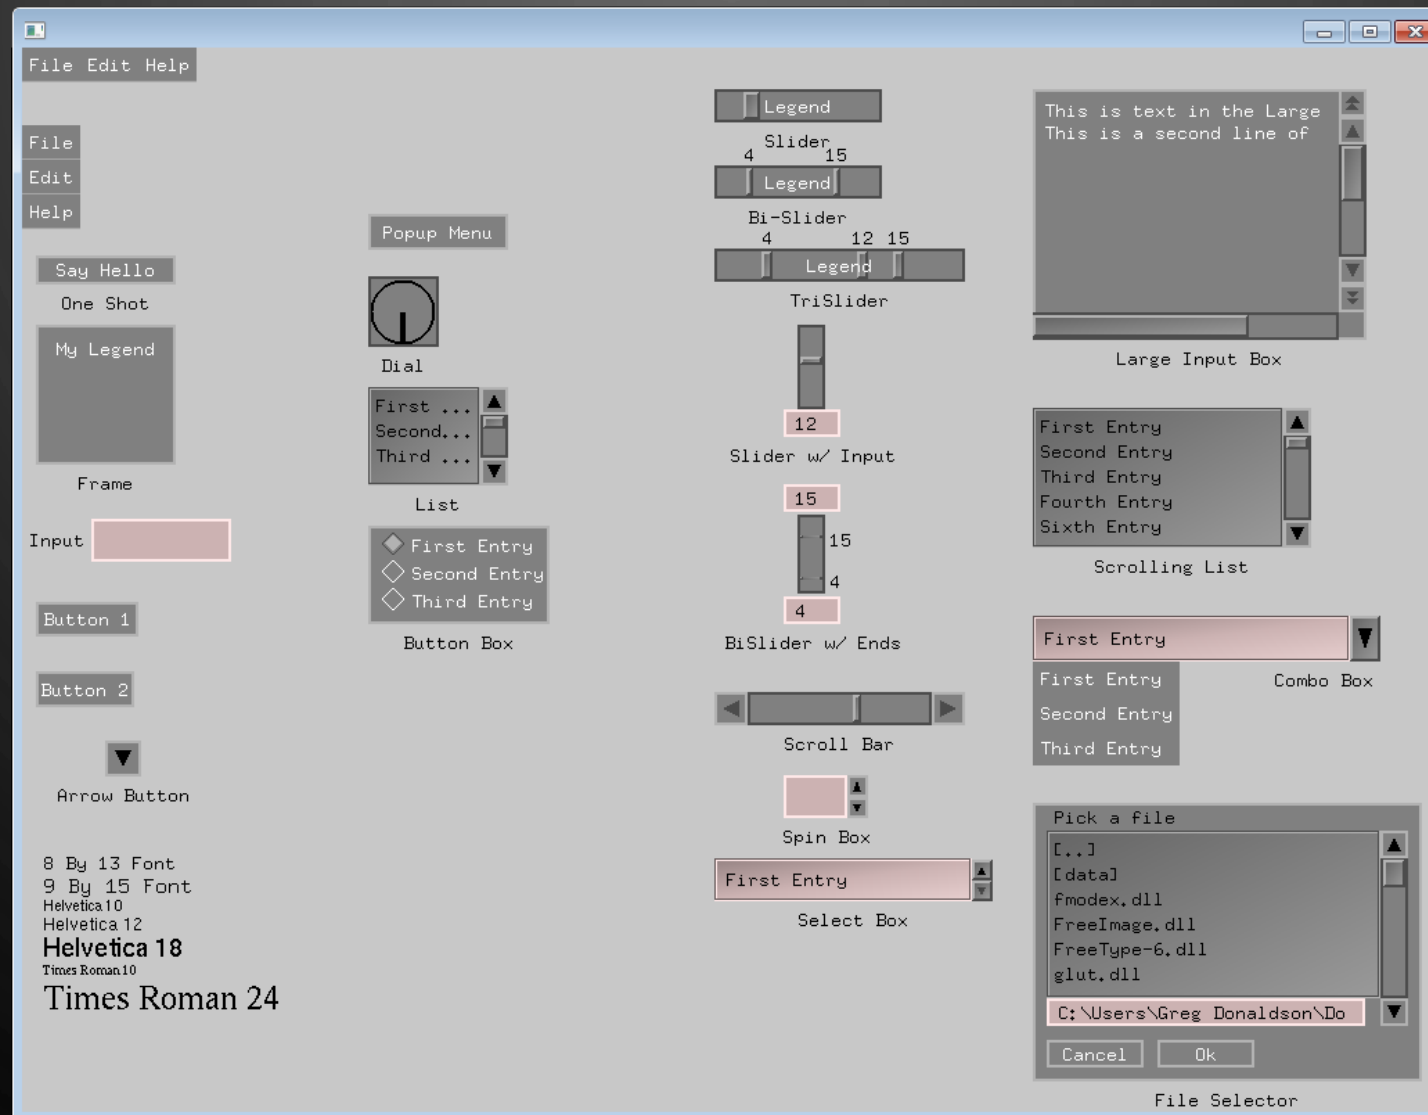 File Edit Help
File
Edit
Help
Say Hello
One Shot
My Legend
Frame
Input
Button 1
Button 2
Arrow Button
8 By 13 Font
9 By 15 Font
Helvetica 10
Helvetica 12
Helvetica 18
Times Roman 10
Times Roman 24
Popup Menu
Dial
First ...
Second...
Third ...
List
First Entry
Second Entry
Third Entry
Button Box
Legend
Slider
4 15
Legend
Bi-Slider
4 12 15
Legend
TriSlider
12
Slider w/ Input
15
15
4
4
BiSlider w/ Ends
Scroll Bar
Spin Box
First Entry
Select Box
This is text in the Large
This is a second line of
Large Input Box
First Entry
Second Entry
Third Entry
Fourth Entry
Sixth Entry
Scrolling List
First Entry
Combo Box
First Entry
Second Entry
Third Entry
Pick a file
[..]
[data]
fmodex.dll
FreeImage.dll
FreeType-6.dll
glut.dll
C:\Users\Greg Donaldson\Do
Cancel Ok
File Selector